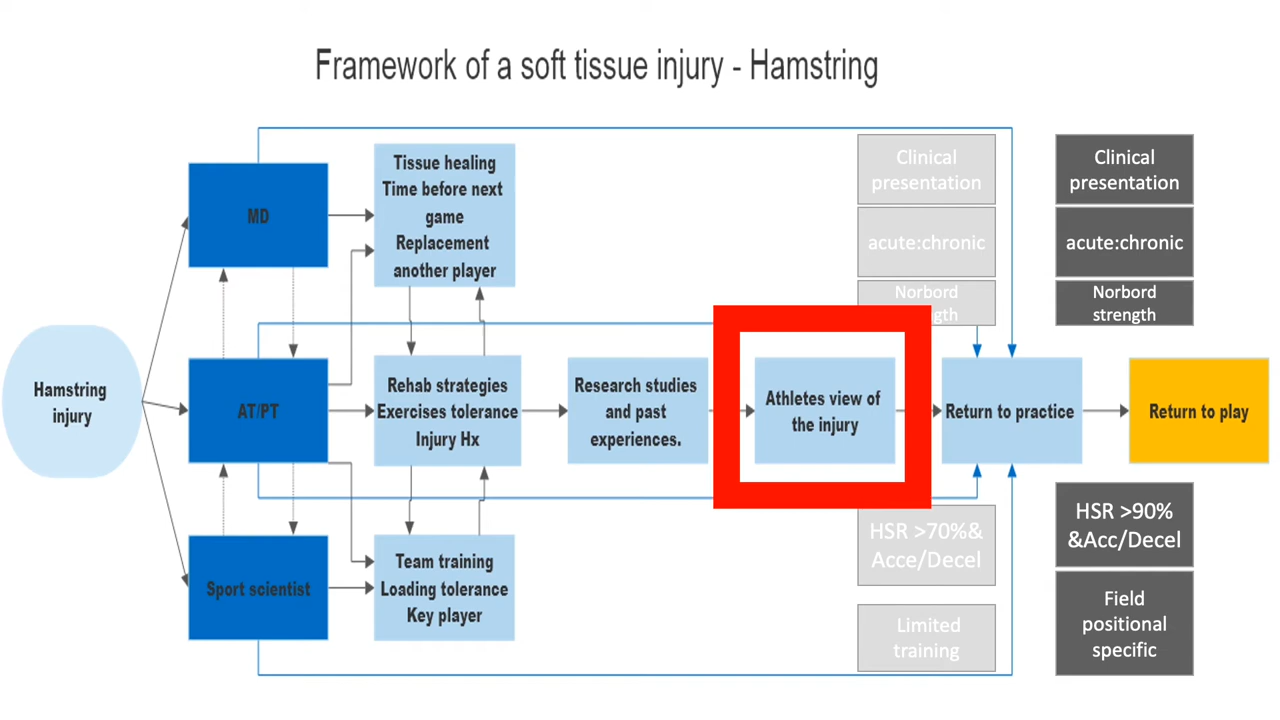 Framework of a soft tissue injury - Hamstring
Hamstring
injury
MD
AT/PT
Sport scientist
Tissue healing
Time before next
game
Replacement
another player
Rehab strategies
Exercises tolerance
Injury Hx
Team training
Loading tolerance
Key player
Research studies
and past
experiences.
Athletes view of
the injury
Clinical
presentation
acute:chronic
Norbord
Return to practice
HSR >70%&
Acce/Decel
Limited
training
Clinical
presentation
acute:chronic
Norbord
strength
Return to play
HSR >90%
&Acc/Decel
Field
positional
specific